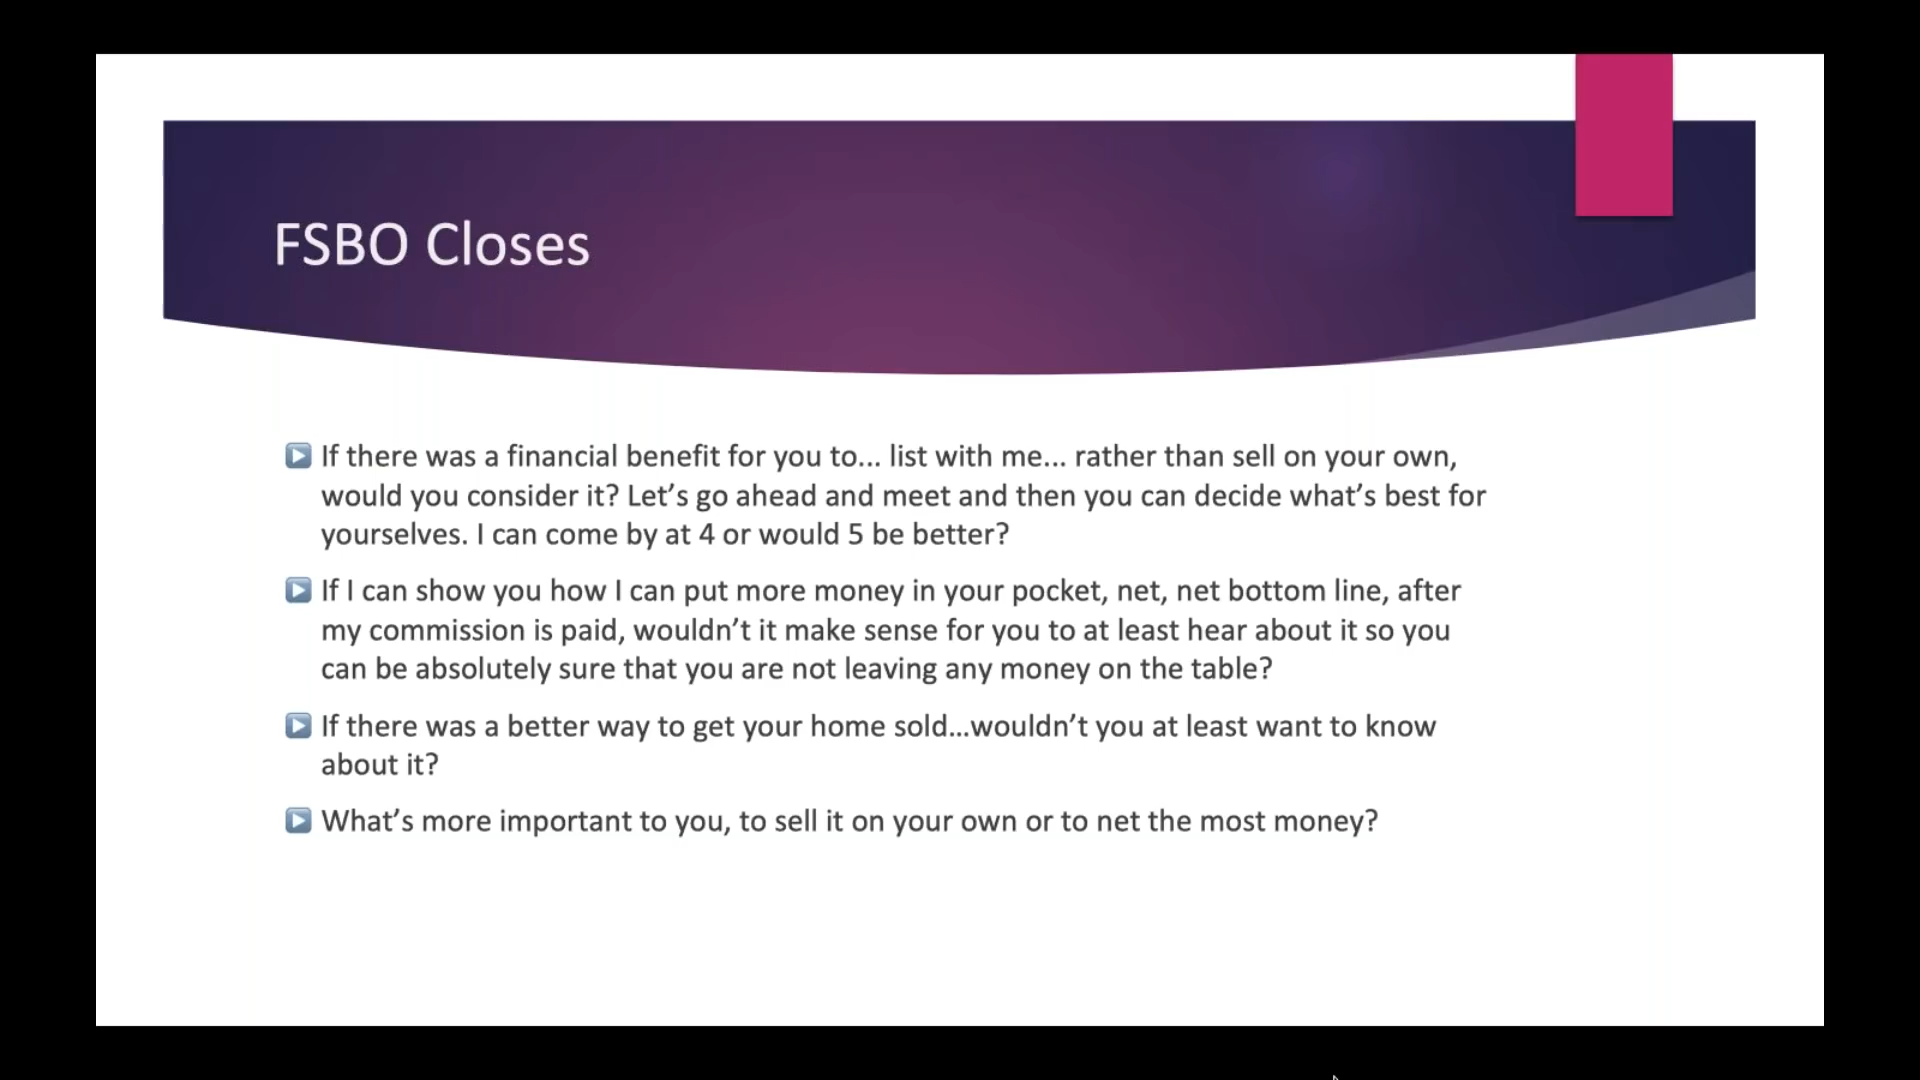 FSBO Closes
If there was a financial benefit for you to... list with me... rather than sell on your own,
would you consider it? Let’s go ahead and meet and then you can decide what’s best for
yourselves. I can come by at 4 or would 5 be better?
If I can show you how I can put more money in your pocket, net, net bottom line, after
my commission is paid, wouldn’t it make sense for you to at least hear about it so you
can be absolutely sure that you are not leaving any money on the table?
If there was a better way to get your home sold…wouldn’t you at least want to know
about it?
What’s more important to you, to sell it on your own or to net the most money?